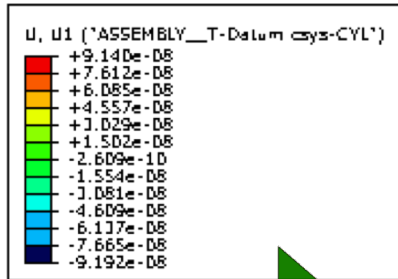 U, U1 ("ASSEMBLY__T-Datum csys-CYL")
+9.140e-08
+7.612e-08
+6.085e-08
+4.557e-08
+3.029e-08
+1.502e-08
-2.609e-10
-1.554e-08
-3.081e-08
-4.609e-08
-6.137e-08
-7.665e-08
-9.192e-08